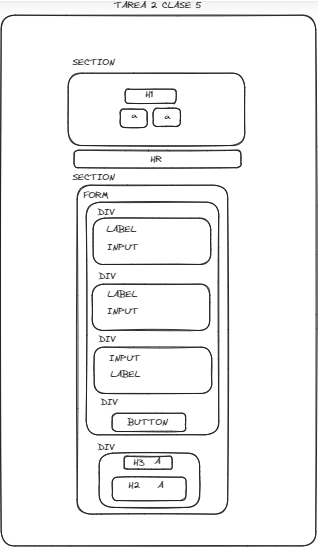 TAREA 2 CLASE 5
SECTION
H1
a a
HR
SECTION
FORM
DIV
LABEL
INPUT
DIV
LABEL
INPUT
DIV
INPUT
LABEL
DIV
BUTTON
DIV
H3 A
H2 A